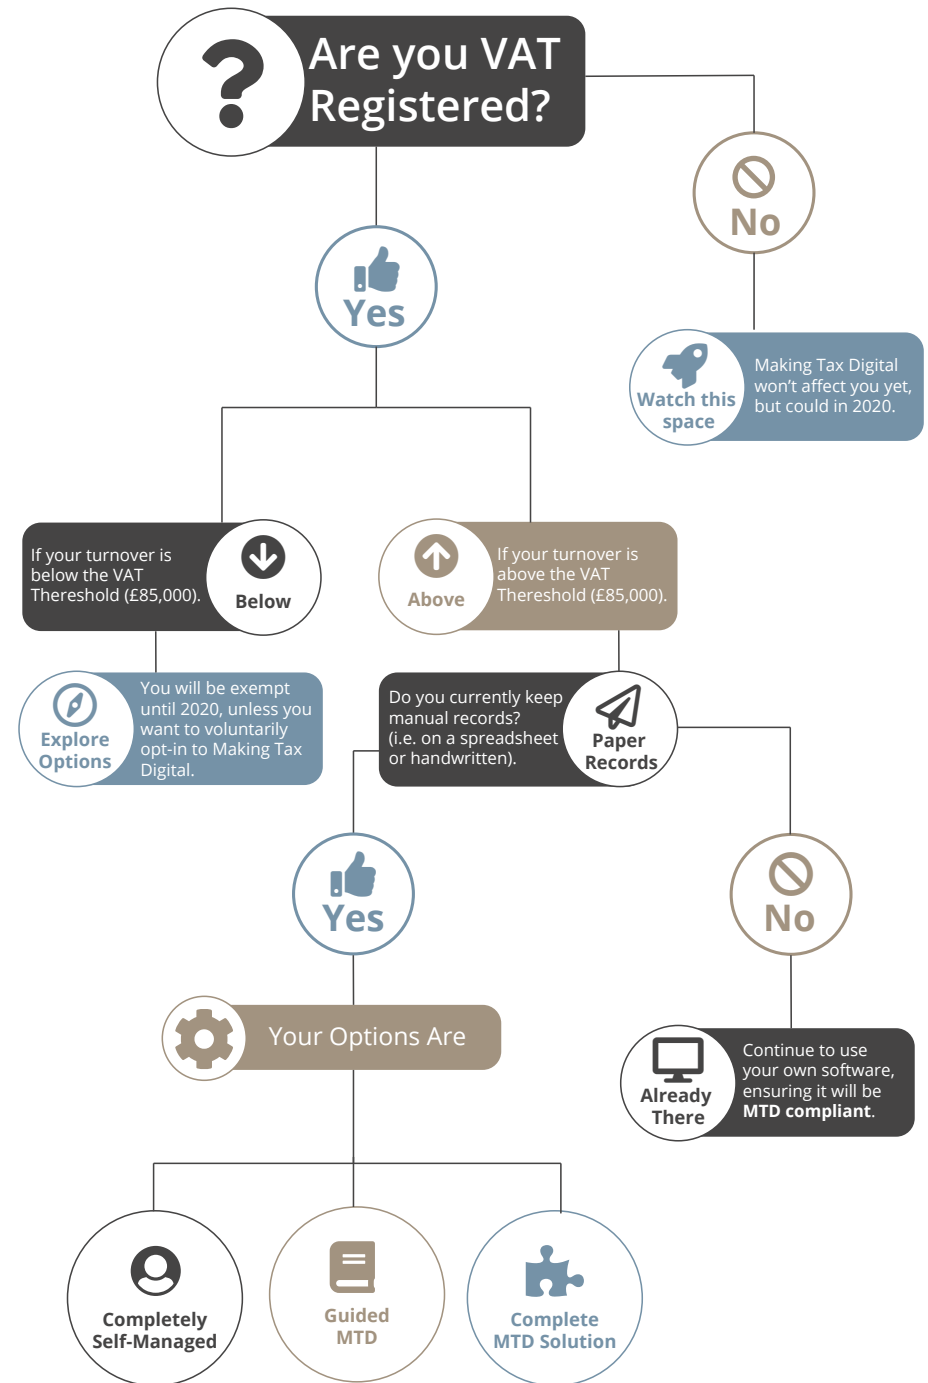 Are you VAT
Registered?
No
Yes
Making Tax Digital
won't affect you yet,
but could in 2020.
Watch this
space
If your turnover is
below the VAT
Thereshold (£85,000).
Below
Above
If your turnover is
above the VAT
Thereshold (£85,000).
Explore
Options
You will be exempt
until 2020, unless you
want to voluntarily
opt-in to Making Tax
Digital.
Do you currently keep
manual records?
(i.e. on a spreadsheet
or handwritten).
Paper
Records
Yes
No
Your Options Are
Already
There
Continue to use
your own software,
ensuring it will be
MTD compliant.
Completely
Self-Managed
Guided
MTD
Complete
MTD Solution